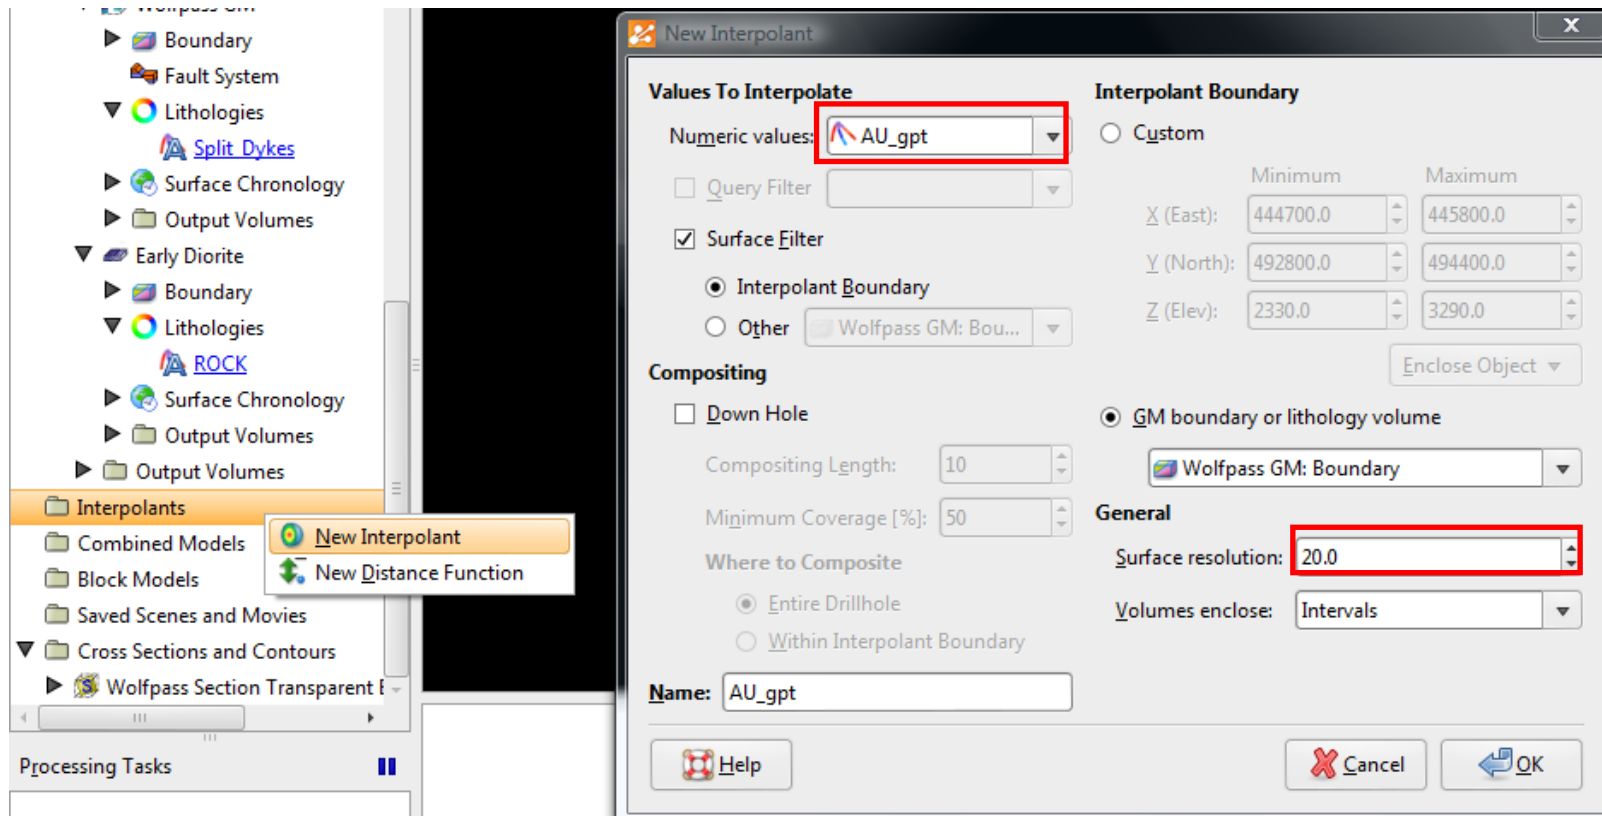 Wolfpass GM
Boundary
Fault System
Lithologies
Split_Dykes
Surface Chronology
Output Volumes
Early Diorite
Boundary
Lithologies
ROCK
Surface Chronology
Output Volumes
Output Volumes
Interpolants
Combined Models
Block Models
Saved Scenes and Movies
Cross Sections and Contours
Wolfpass Section Transparent
New Interpolant
New Distance Function
Processing Tasks
New Interpolant
X
Values To Interpolate
Numeric values: AU_gpt
Query Filter
Surface Filter
Interpolant Boundary
Other Wolfpass GM: Bou...
Compositing
Down Hole
Compositing Length: 10
Minimum Coverage [%]: 50
Where to Composite
Entire Drillhole
Within Interpolant Boundary
Name: AU_gpt
Interpolant Boundary
Custom
Minimum Maximum
X (East): 444700.0 445800.0
Y (North): 492800.0 494400.0
Z (Elev): 2330.0 3290.0
Enclose Object
GM boundary or lithology volume
Wolfpass GM: Boundary
General
Surface resolution: 20.0
Volumes enclose: Intervals
Help
Cancel
OK